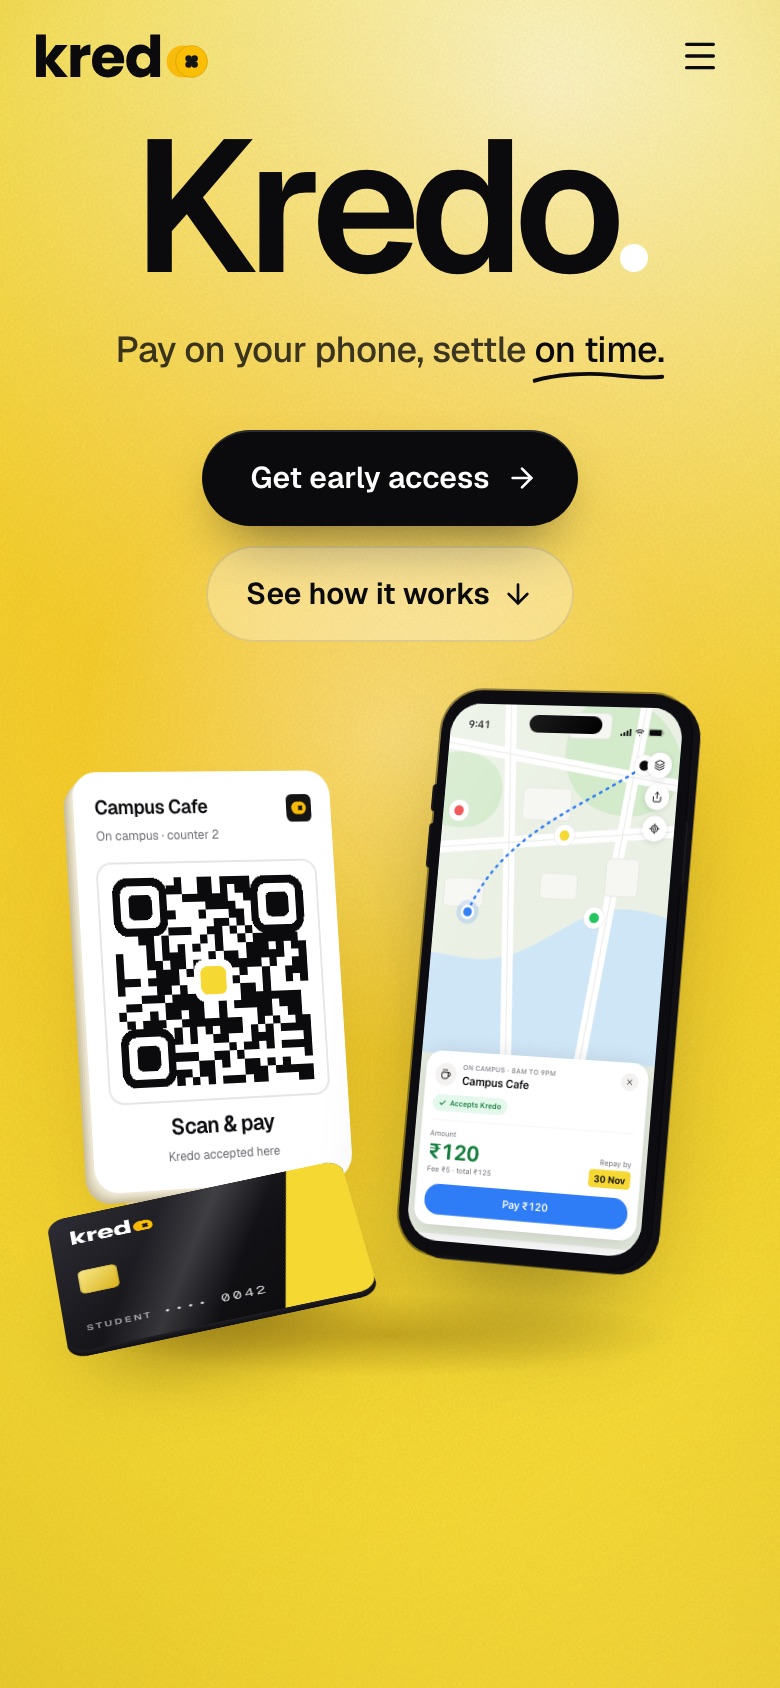 kredo
Kredo.
Pay on your phone, settle on time.
Get early access →
See how it works ↓
9:41
Campus Cafe
On campus · counter 2
Scan & pay
Kredo accepted here
kredo
STUDENT •••• 0042
ON CAMPUS · 8AM TO 9PM
Campus Cafe
✓ Accepts Kredo
Amount
₹120
Fee ₹5 · total ₹125
Repay by
30 Nov
Pay ₹120